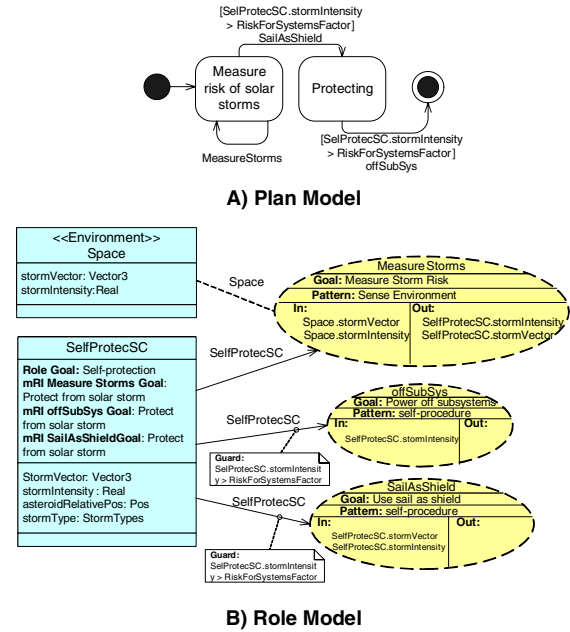 [SelProtecSC.stormIntensity
> RiskForSystemsFactor]
SailAsShield
Measure
risk of solar
storms
Protecting
MeasureStorms
[SelfProtecSC.stormIntensity
> RiskForSystemsFactor]
offSubSys
A) Plan Model
<<Environment>>
Space
stormVector: Vector3
stormIntensity:Real
Space
MeasureStorms
Goal: Measure Storm Risk
Pattern: Sense Environment
In:
Space.stormVector
Space.stormIntensity
Out:
SelfProtecSC.stormIntensity
SelfProtecSC.stormVector
SelfProtecSC
SelfProtecSC
Role Goal: Self-protection
mRI Measure Storms Goal:
Protect from solar storm
mRI offSubSys Goal: Protect
from solar storm
mRI SailAsShieldGoal: Protect
from solar storm
StormVector: Vector3
stormIntensity: Real
asteroidRelativePos: Pos
stormType: StormTypes
SelfProtecSC
offSubSys
Goal: Power off subsystems
Pattern: self-procedure
In:
SelfProtecSC.stormIntensity
Out:
Guard:
SelfProtecSC.stormIntensit
y > RiskForSystemsFactor
SelfProtecSC
SailAsShield
Goal: Use sail as shield
Pattern: self-procedure
In:
SelfProtecSC.stormVector
SelfProtecSC.stormIntensity
Out:
Guard:
SelProtecSC.stormIntensit
y > RiskForSystemsFactor
B) Role Model